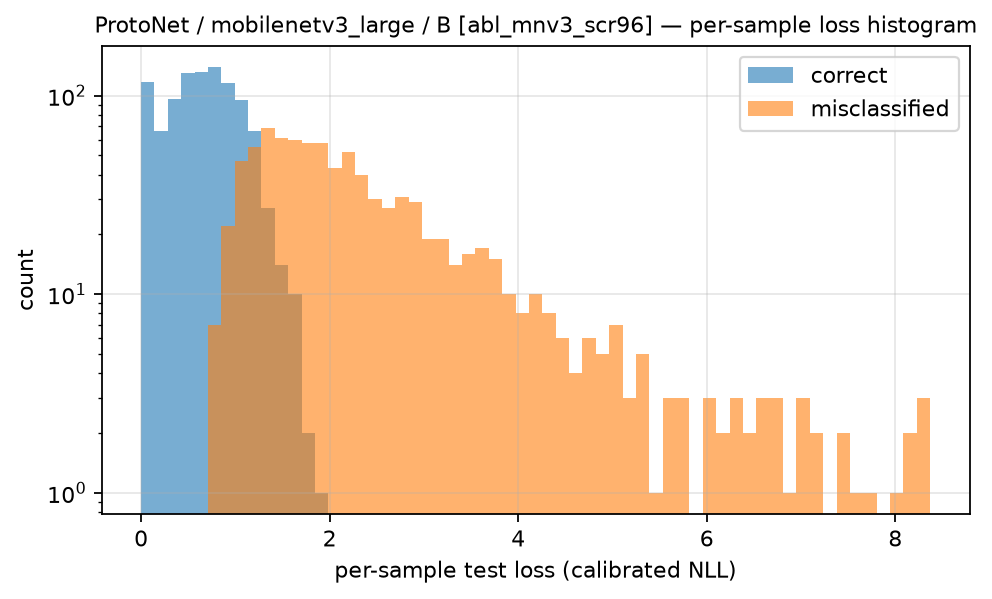 ProtoNet / mobilenetv3_large / B [abl_mnv3_scr96] — per-sample loss histogram
correct
misclassified
count
10²
10¹
10⁰
0 2 4 6 8
per-sample test loss (calibrated NLL)